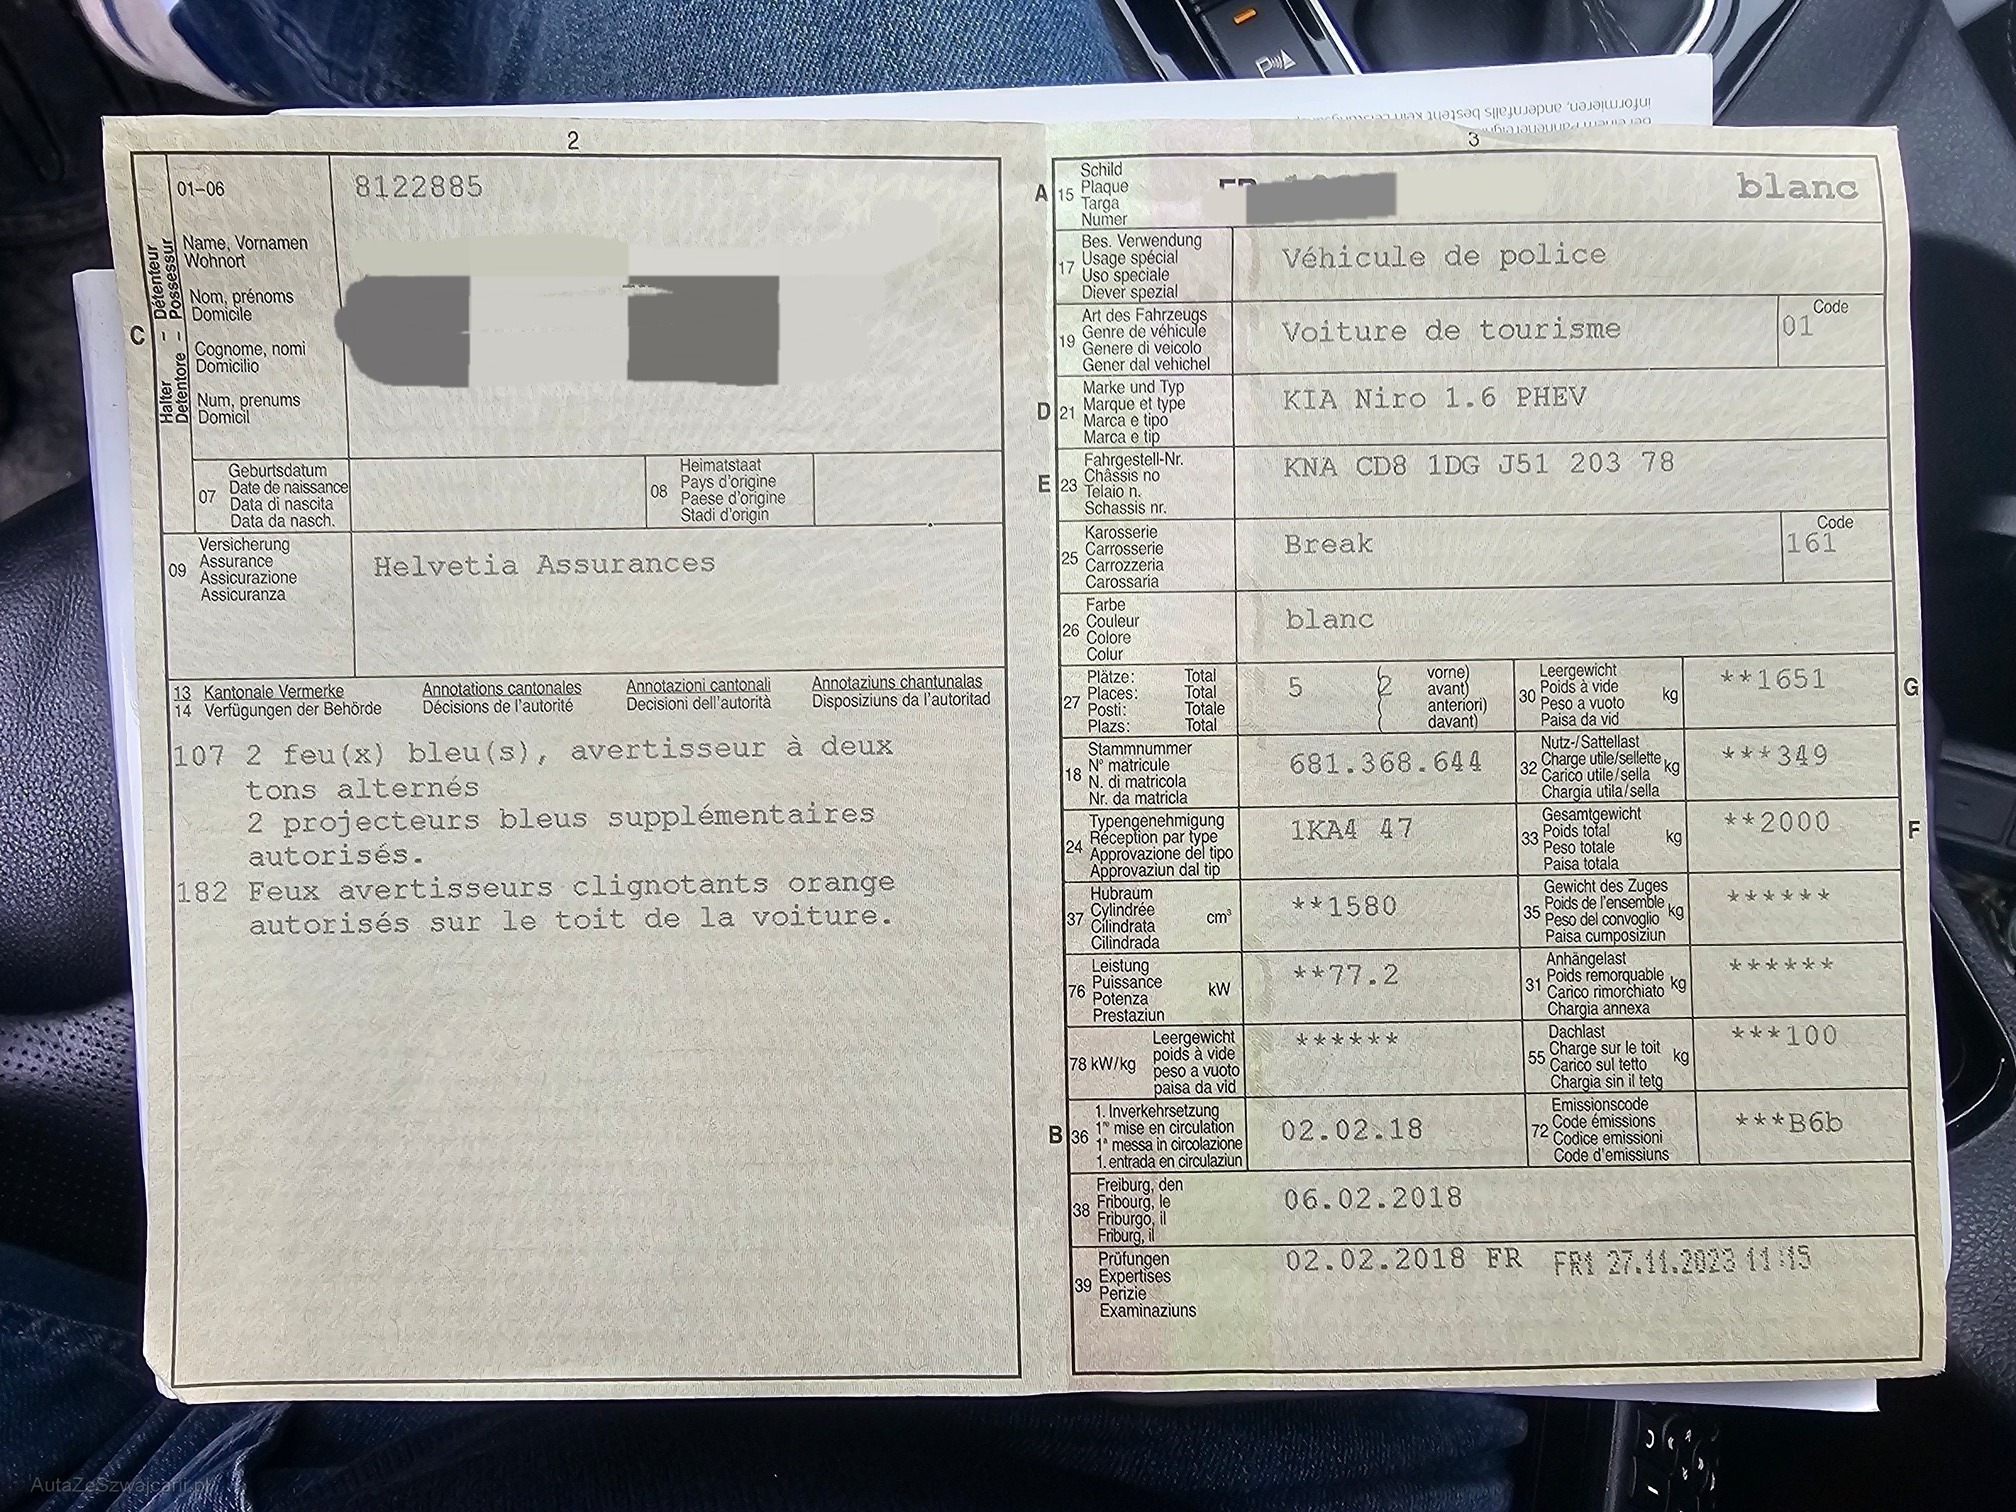 informieren, andernfalls besteht kein
2
01-06
8122885
Halter - Détenteur
Detentore - Possessur
C
Name, Vornamen
Wohnort
Nom, prénoms
Domicile
Cognome, nomi
Domicilio
Num, prenums
Domicil
07
Geburtsdatum
Date de naissance
Data di nascita
Data da nasch.
08
Heimatstaat
Pays d'origine
Paese d'origine
Stadi d'origin
09
Versicherung
Assurance
Assicurazione
Assicuranza
Helvetia Assurances
13 Kantonale Vermerke Annotations cantonales Annotazioni cantonali Annotaziuns chantunalas
14 Verfügungen der Behörde Décisions de l'autorité Decisioni dell'autorità Disposiziuns da l'autoritad
107 2 feu(x) bleu(s), avertisseur à deux
tons alternés
2 projecteurs bleus supplémentaires
autorisés.
182 Feux avertisseurs clignotants orange
autorisés sur le toit de la voiture.
3
A 15
Schild
Plaque
Targa
Numer
FR
blanc
17
Bes. Verwendung
Usage spécial
Uso speciale
Diever spezial
Véhicule de police
19
Art des Fahrzeugs
Genre de véhicule
Genere di veicolo
Gener dal vehichel
Voiture de tourisme
Code
01
D 21
Marke und Typ
Marque et type
Marca e tipo
Marca e tip
KIA Niro 1.6 PHEV
E 23
Fahrgestell-Nr.
Châssis no
Telaio n.
Schassis nr.
KNA CD8 1DG J51 203 78
25
Karosserie
Carrosserie
Carrozzeria
Carossaria
Break
Code
161
26
Farbe
Couleur
Colore
Colur
blanc
27
Plätze: Total
Places: Total
Posti: Totale
Plazs: Total
5 (2
vorne)
avant)
anteriori)
davant)
30
Leergewicht
Poids à vide
Peso a vuoto
Paisa da vid
kg
**1651
G
18
Stammnummer
N° matricule
N. di matricola
Nr. da matricla
681.368.644
32
Nutz-/Sattellast
Charge utile/sellette
Carico utile/sella
Chargia utila/sella
kg
***349
24
Typengenehmigung
Réception par type
Approvazione del tipo
Approvaziun dal tip
1KA4 47
33
Gesamtgewicht
Poids total
Peso totale
Paisa totala
kg
**2000
F
37
Hubraum
Cylindrée
Cilindrata
Cilindrada
cm³
**1580
35
Gewicht des Zuges
Poids de l'ensemble
Peso del convoglio
Paisa cumposiziun
kg
******
76
Leistung
Puissance
Potenza
Prestaziun
kW
**77.2
31
Anhängelast
Poids remorquable
Carico rimorchiato
Chargia annexa
kg
******
78 kW/kg
Leergewicht
poids à vide
peso a vuoto
paisa da vid
******
55
Dachlast
Charge sur le toit
Carico sul tetto
Chargia sin il tetg
kg
***100
B 36
1. Inverkehrsetzung
1re mise en circulation
1a messa in circolazione
1. entrada en circulaziun
02.02.18
72
Emissionscode
Code émissions
Codice emissioni
Code d'emissiuns
***B6b
38
Freiburg, den
Fribourg, le
Friburgo, il
Friburg, il
06.02.2018
39
Prüfungen
Expertises
Perizie
Examinaziuns
02.02.2018 FR FR1 27.11.2023 11:15
AutaZeSzwajcarii.pl